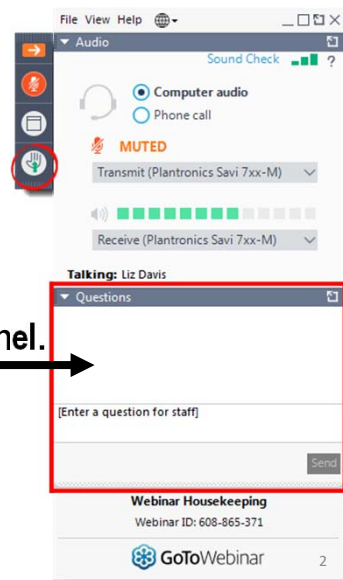 File View Help
Audio
Sound Check ?
Computer audio
Phone call
MUTED
Transmit (Plantronics Savi 7xx-M)
Receive (Plantronics Savi 7xx-M)
Talking: Liz Davis
Questions
nel.
[Enter a question for staff]
Send
Webinar Housekeeping
Webinar ID: 608-865-371
GoToWebinar
2